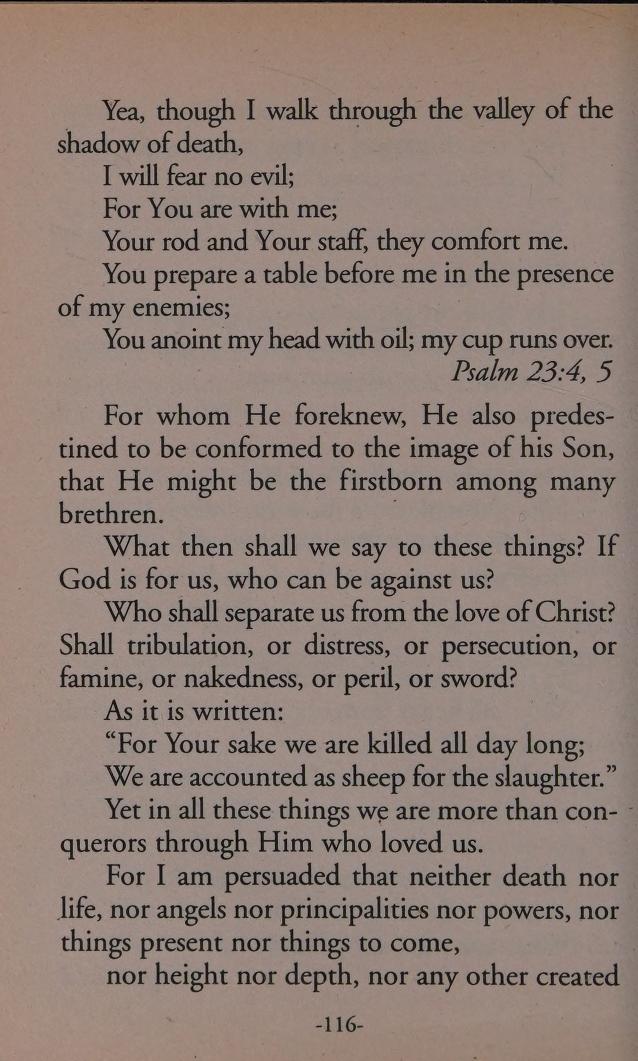 Yea, though I walk through the valley of the
shadow of death,
I will fear no evil;
For You are with me;
Your rod and Your staff, they comfort me.
You prepare a table before me in the presence
of my enemies;
You anoint my head with oil; my cup runs over.
Psalm 23:4, 5
For whom He foreknew, He also predes-
tined to be conformed to the image of his Son,
that He might be the firstborn among many
brethren.
What then shall we say to these things? If
God is for us, who can be against us?
Who shall separate us from the love of Christ?
Shall tribulation, or distress, or persecution, or
famine, or nakedness, or peril, or sword?
As it is written:
“For Your sake we are killed all day long;
We are accounted as sheep for the slaughter.”
Yet in all these things we are more than con-
querors through Him who loved us.
For I am persuaded that neither death nor
life, nor angels nor principalities nor powers, nor
things present nor things to come,
nor height nor depth, nor any other created
-116-